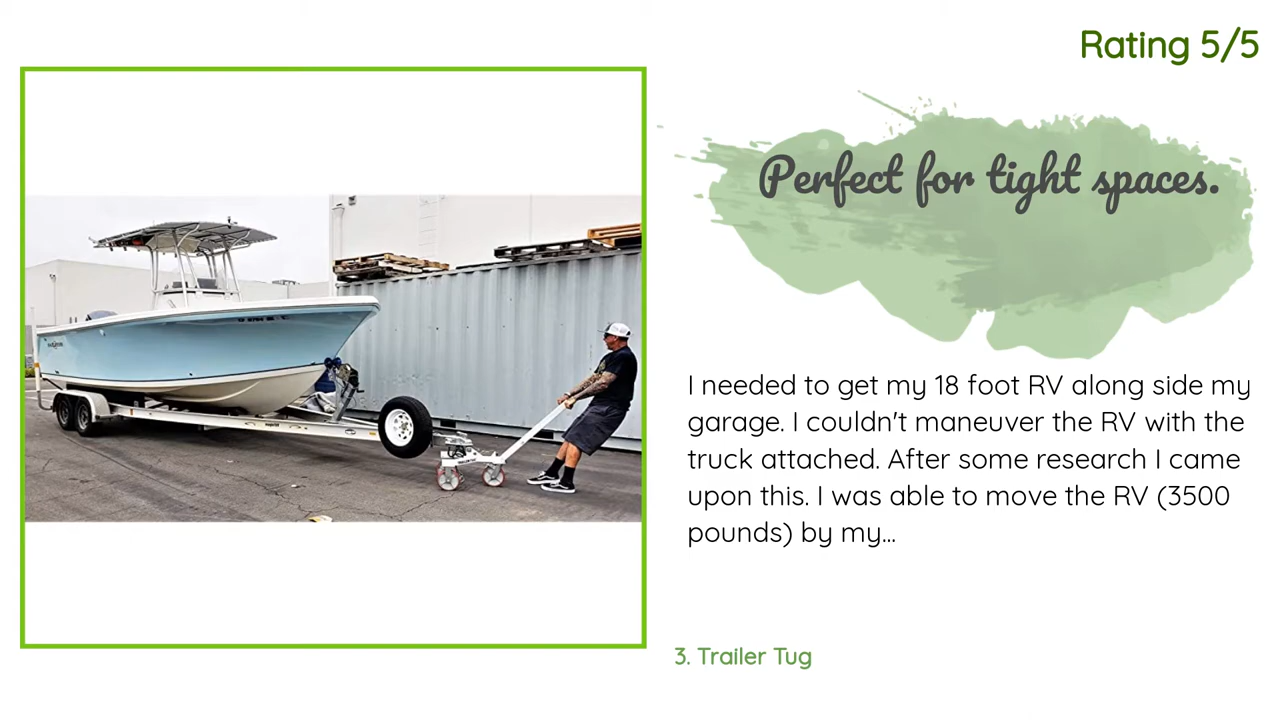 Rating 5/5
Perfect for tight spaces.
I needed to get my 18 foot RV along side my
garage. I couldn't maneuver the RV with the
truck attached. After some research I came
upon this. I was able to move the RV (3500
pounds) by my...
3. Trailer Tug